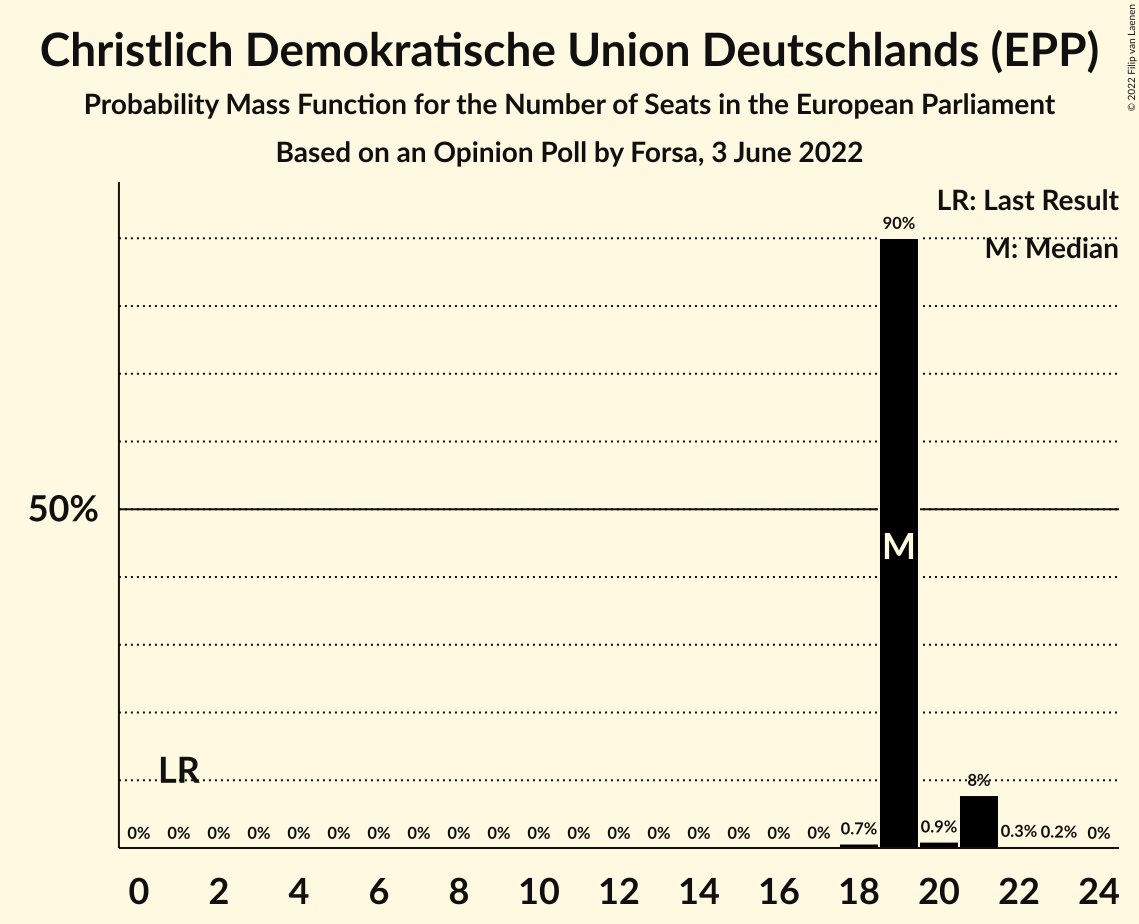 Christlich Demokratische Union Deutschlands (EPP)
Probability Mass Function for the Number of Seats in the European Parliament
Based on an Opinion Poll by Forsa, 3 June 2022
© 2022 Filip van Laenen
LR: Last Result
M: Median
90%
50%
M
LR
8%
0% 0% 0% 0% 0% 0% 0% 0% 0% 0% 0% 0% 0% 0% 0% 0% 0% 0% 0.7% 0.9% 0.3% 0.2% 0%
0 2 4 6 8 10 12 14 16 18 20 22 24